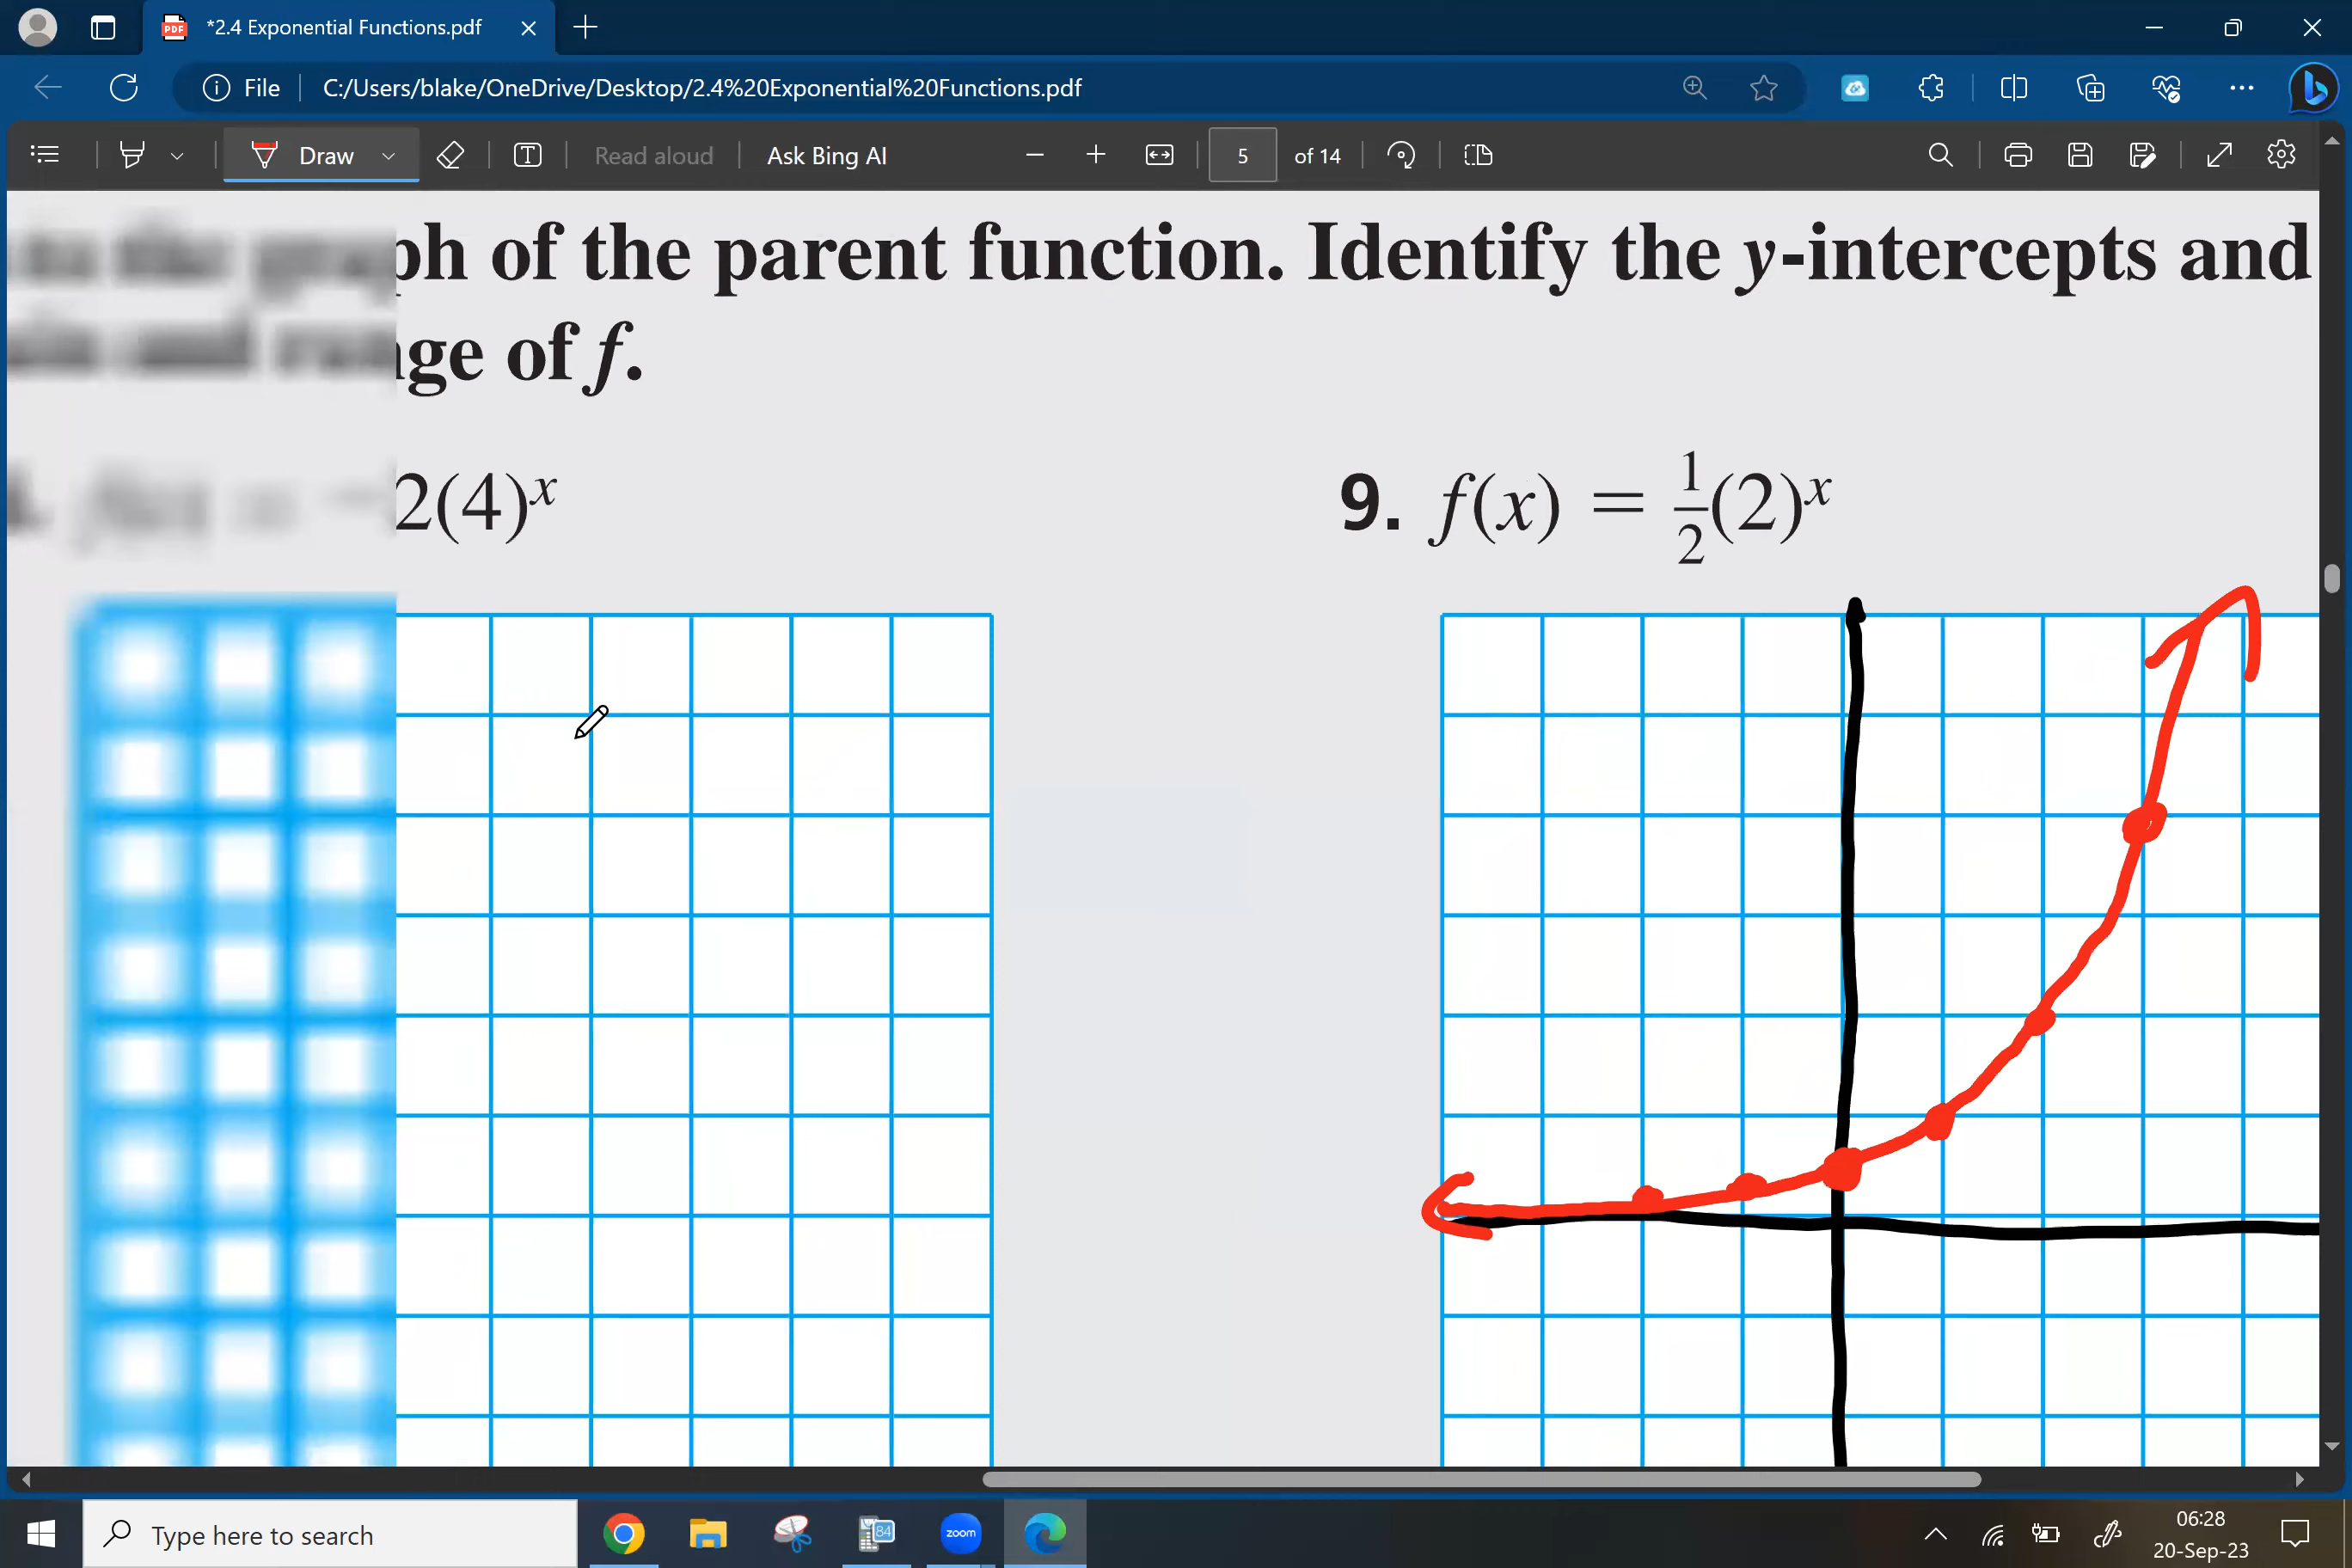 *2.4 Exponential Functions.pdf
File
C:/Users/blake/OneDrive/Desktop/2.4%20Exponential%20Functions.pdf
Draw
Read aloud
Ask Bing AI
5 of 14
of the parent function. Identify the y-intercepts and
of f.
2(4)^x
9. f(x) = 1/2(2)^x
Type here to search
84
zoom
06:28
20-Sep-23